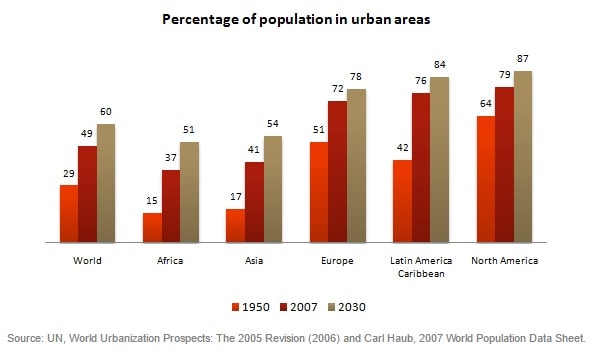 Percentage of population in urban areas
29 49 60 15 37 51 17 41 54 51 72 78 42 76 84 64 79 87
World Africa Asia Europe Latin America North America
Caribbean
1950 2007 2030
Source: UN, World Urbanization Prospects: The 2005 Revision (2006) and Carl Haub, 2007 World Population Data Sheet.